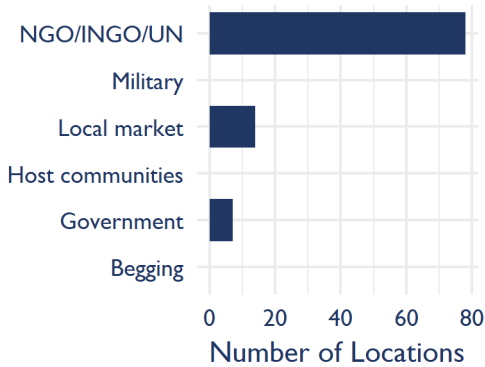 NGO/INGO/UN
Military
Local market
Host communities
Government
Begging
0 20 40 60 80
Number of Locations